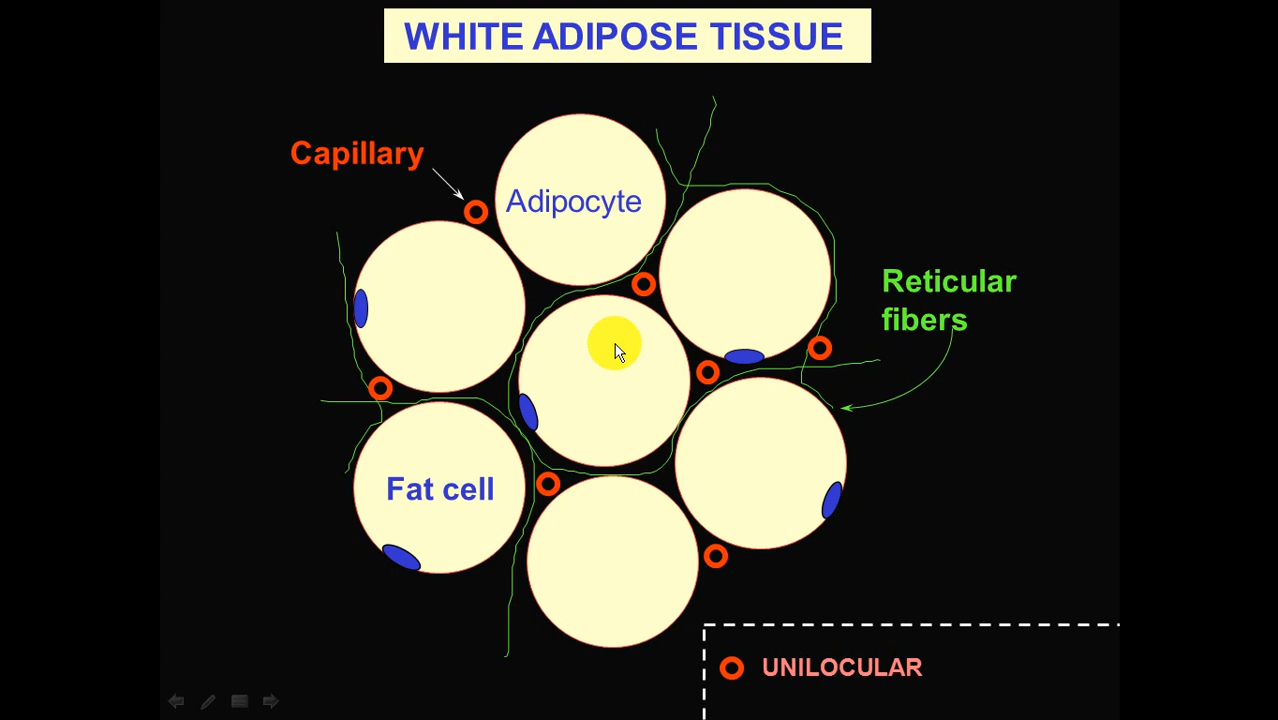 WHITE ADIPOSE TISSUE
Capillary
Adipocyte
Reticular
fibers
Fat cell
UNILOCULAR